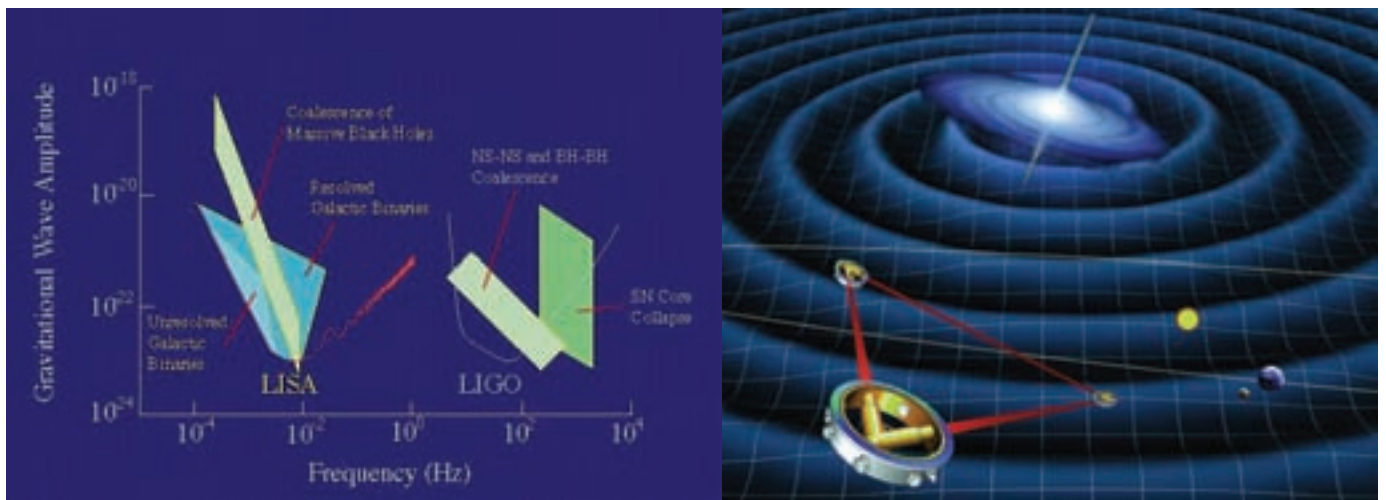 Gravitational Wave Amplitude
10-18
10-20
10-22
10-24
Coalescence of
Massive Black Holes
Resolved
Galactic Binaries
Unresolved
Galactic
Binaries
LISA
NS-NS and BH-BH
Coalescence
SN Core
Collapse
LIGO
10-4
10-2
100
102
104
Frequency (Hz)